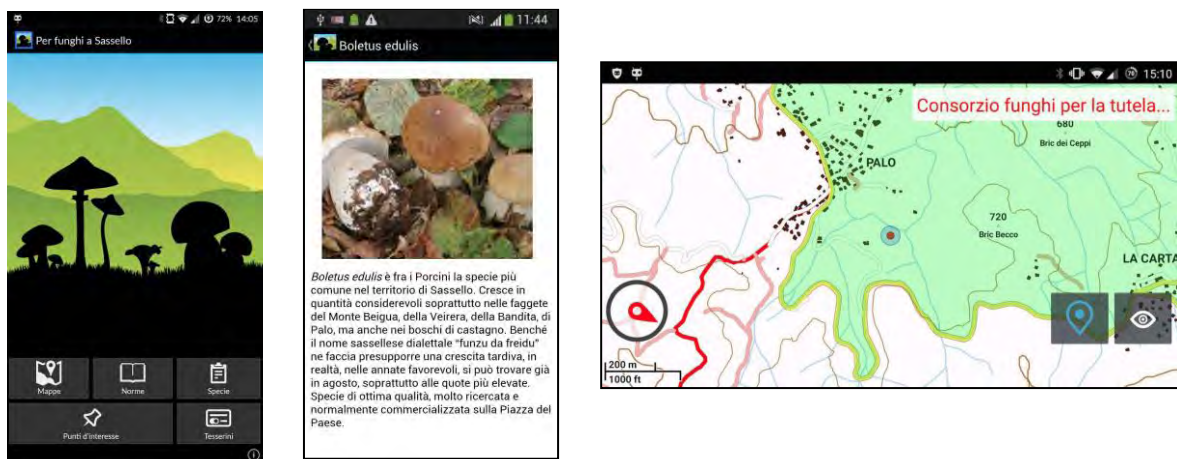 72% 14:05
Per funghi a Sassello
Mappe
Norme
Specie
Punti d'interesse
Tesserini
11:44
Boletus edulis
Boletus edulis è fra i Porcini la specie più
comune nel territorio di Sassello. Cresce in
quantità considerevoli soprattutto nelle faggete
del Monte Beigua, della Veirera, della Bandita, di
Palo, ma anche nei boschi di castagno. Benché
il nome sassellese dialettale “funzu da freidu”
ne faccia presupporre una crescita tardiva, in
realtà, nelle annate favorevoli, si può trovare già
in agosto, soprattutto alle quote più elevate.
Specie di ottima qualità, molto ricercata e
normalmente commercializzata sulla Piazza del
Paese.
15:10
Consorzio funghi per la tutela...
680
Bric dei Ceppi
PALO
720
Bric Becco
LA CARTA
200 m
1000 ft